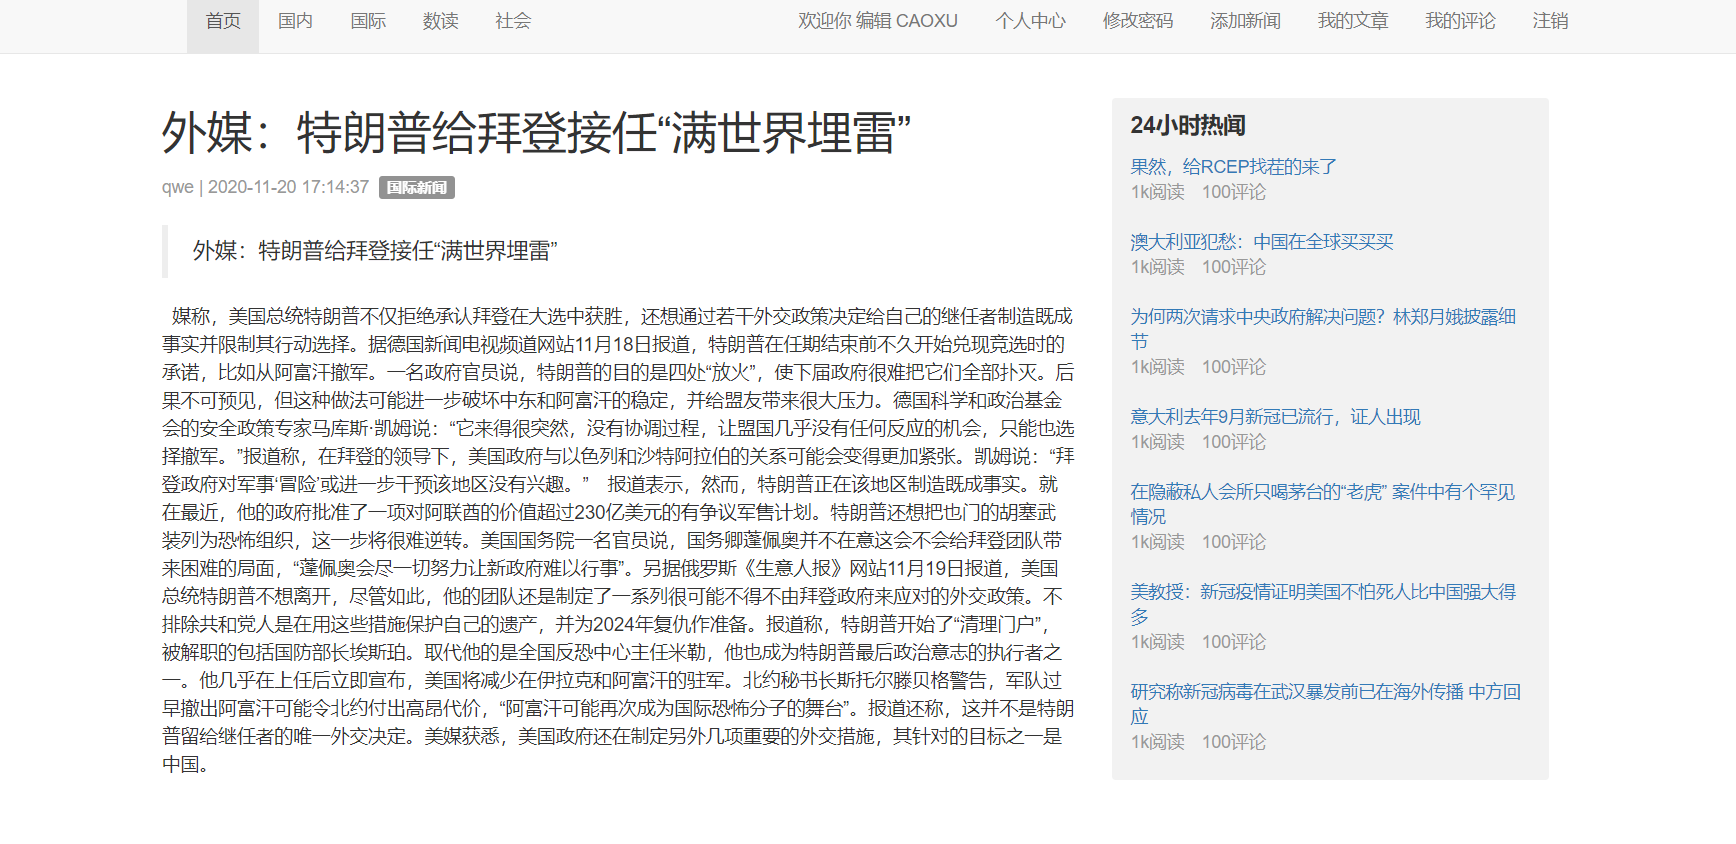 首页 国内 国际 数读 社会 欢迎你 编辑 CAOXU 个人中心 修改密码 添加新闻 我的文章 我的评论 注销
外媒：特朗普给拜登接任“满世界埋雷”
qwe | 2020-11-20 17:14:37 国际新闻
外媒：特朗普给拜登接任“满世界埋雷”
媒称，美国总统特朗普不仅拒绝承认拜登在大选中获胜，还想通过若干外交政策决定给自己的继任者制造既成
事实并限制其行动选择。据德国新闻电视频道网站11月18日报道，特朗普在任期结束前不久开始兑现竞选时的
承诺，比如从阿富汗撤军。一名政府官员说，特朗普的目的是四处“放火”，使下届政府很难把它们全部扑灭。后
果不可预见，但这种做法可能进一步破坏中东和阿富汗的稳定，并给盟友带来很大压力。德国科学和政治基金
会的安全政策专家马库斯·凯姆说：“它来得很突然，没有协调过程，让盟国几乎没有任何反应的机会，只能也选
择撤军。”报道称，在拜登的领导下，美国政府与以色列和沙特阿拉伯的关系可能会变得更加紧张。凯姆说：“拜
登政府对军事‘冒险’或进一步干预该地区没有兴趣。” 报道表示，然而，特朗普正在该地区制造既成事实。就
在最近，他的政府批准了一项对阿联酋的价值超过230亿美元的有争议军售计划。特朗普还想把也门的胡塞武
装列为恐怖组织，这一步将很难逆转。美国国务院一名官员说，国务卿蓬佩奥并不在意这会不会给拜登团队带
来困难的局面，“蓬佩奥会尽一切努力让新政府难以行事”。另据俄罗斯《生意人报》网站11月19日报道，美国
总统特朗普不想离开，尽管如此，他的团队还是制定了一系列很可能不得不由拜登政府来应对的外交政策。不
排除共和党人是在用这些措施保护自己的遗产，并为2024年复仇作准备。报道称，特朗普开始了“清理门户”，
被解职的包括国防部长埃斯珀。取代他的是全国反恐中心主任米勒，他也成为特朗普最后政治意志的执行者之
一。他几乎在上任后立即宣布，美国将减少在伊拉克和阿富汗的驻军。北约秘书长斯托尔滕贝格警告，军队过
早撤出阿富汗可能令北约付出高昂代价，“阿富汗可能再次成为国际恐怖分子的舞台”。报道还称，这并不是特朗
普留给继任者的唯一外交决定。美媒获悉，美国政府还在制定另外几项重要的外交措施，其针对的目标之一是
中国。
24小时热闻
果然，给RCEP找茬的来了
1k阅读 100评论
澳大利亚犯愁：中国在全球买买买
1k阅读 100评论
为何两次请求中央政府解决问题？林郑月娥披露细
节
1k阅读 100评论
意大利去年9月新冠已流行，证人出现
1k阅读 100评论
在隐蔽私人会所只喝茅台的“老虎” 案件中有个罕见
情况
1k阅读 100评论
美教授：新冠疫情证明美国不怕死人比中国强大得
多
1k阅读 100评论
研究称新冠病毒在武汉暴发前已在海外传播 中方回
应
1k阅读 100评论